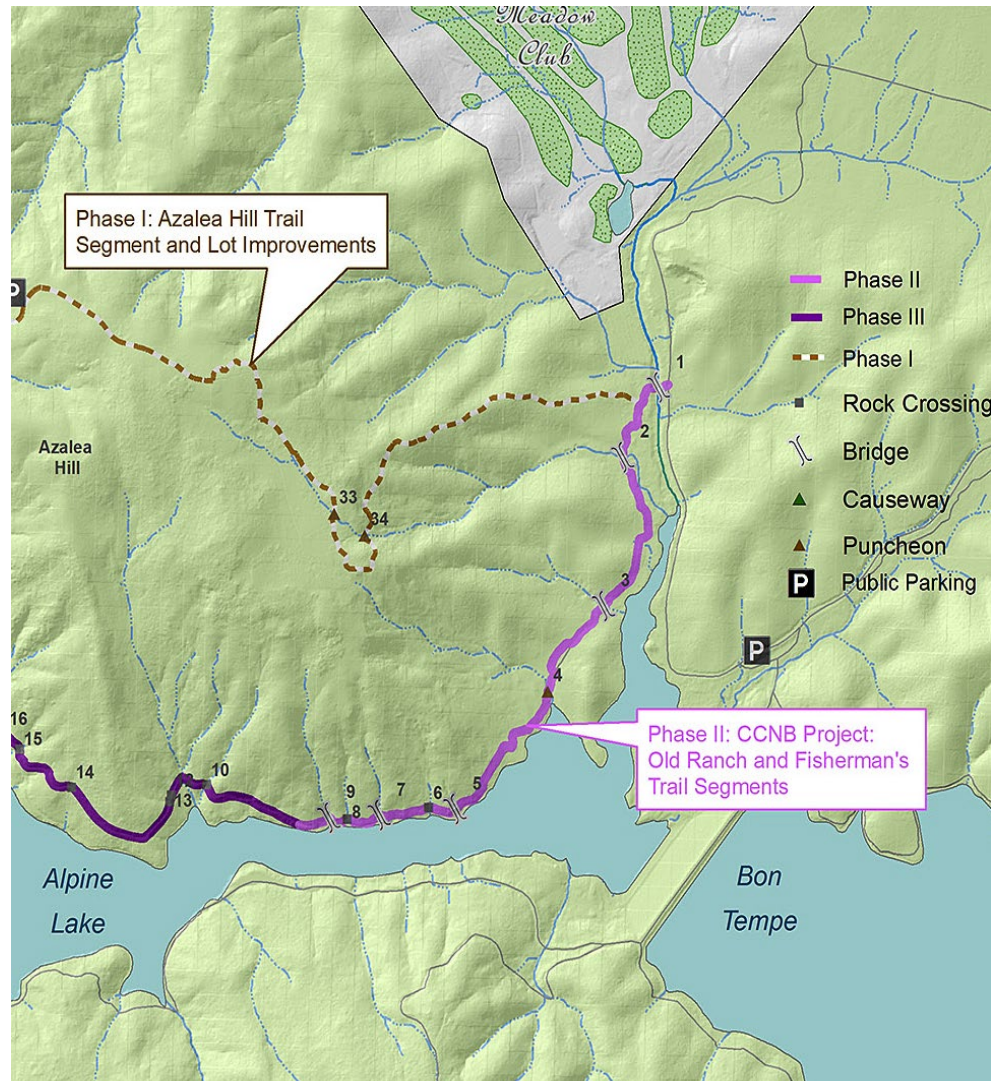 Meadow
Club
Phase I: Azalea Hill Trail
Segment and Lot Improvements
P
Phase II
Phase III
Phase I
Rock Crossing
Bridge
Causeway
Puncheon
P Public Parking
1
2
Azalea
Hill
33
34
3
P
4
Phase II: CCNB Project:
Old Ranch and Fisherman's
Trail Segments
16
15
14
13
10
9
8
7
6
5
Alpine
Lake
Bon
Tempe